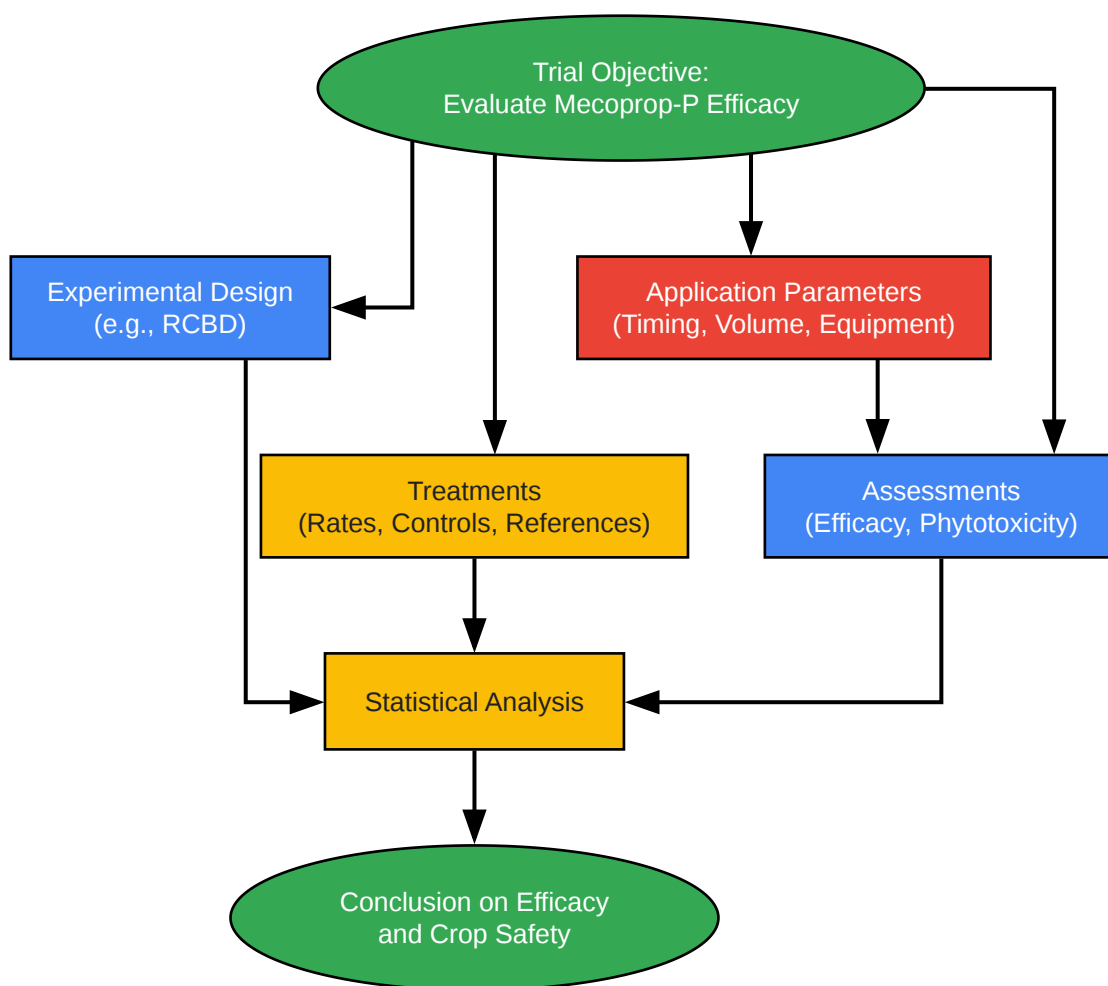 Trial Objective:
Evaluate Mecoprop-P Efficacy
Experimental Design
(e.g., RCBD)
Application Parameters
(Timing, Volume, Equipment)
Treatments
(Rates, Controls, References)
Assessments
(Efficacy, Phytotoxicity)
Statistical Analysis
Conclusion on Efficacy
and Crop Safety